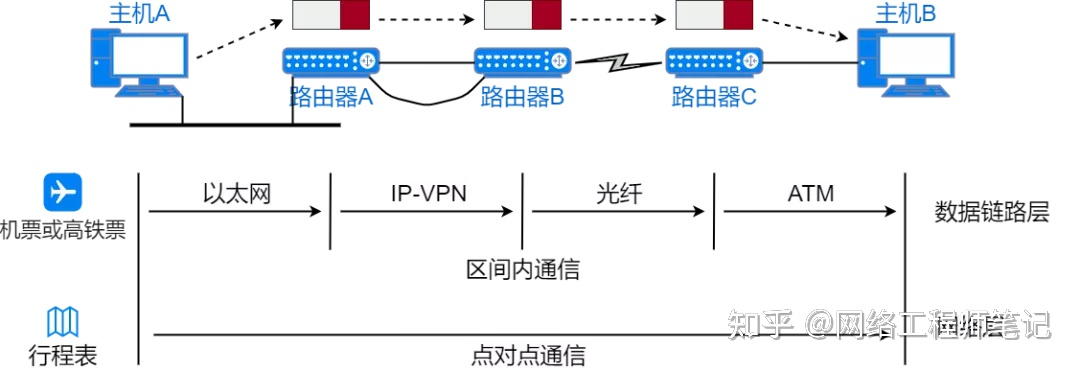 主机A
主机B
路由器A
路由器B
路由器C
以太网
IP-VPN
光纤
ATM
机票或高铁票
数据链路层
区间内通信
网络层
知乎 @网络工程师笔记
行程表
点对点通信